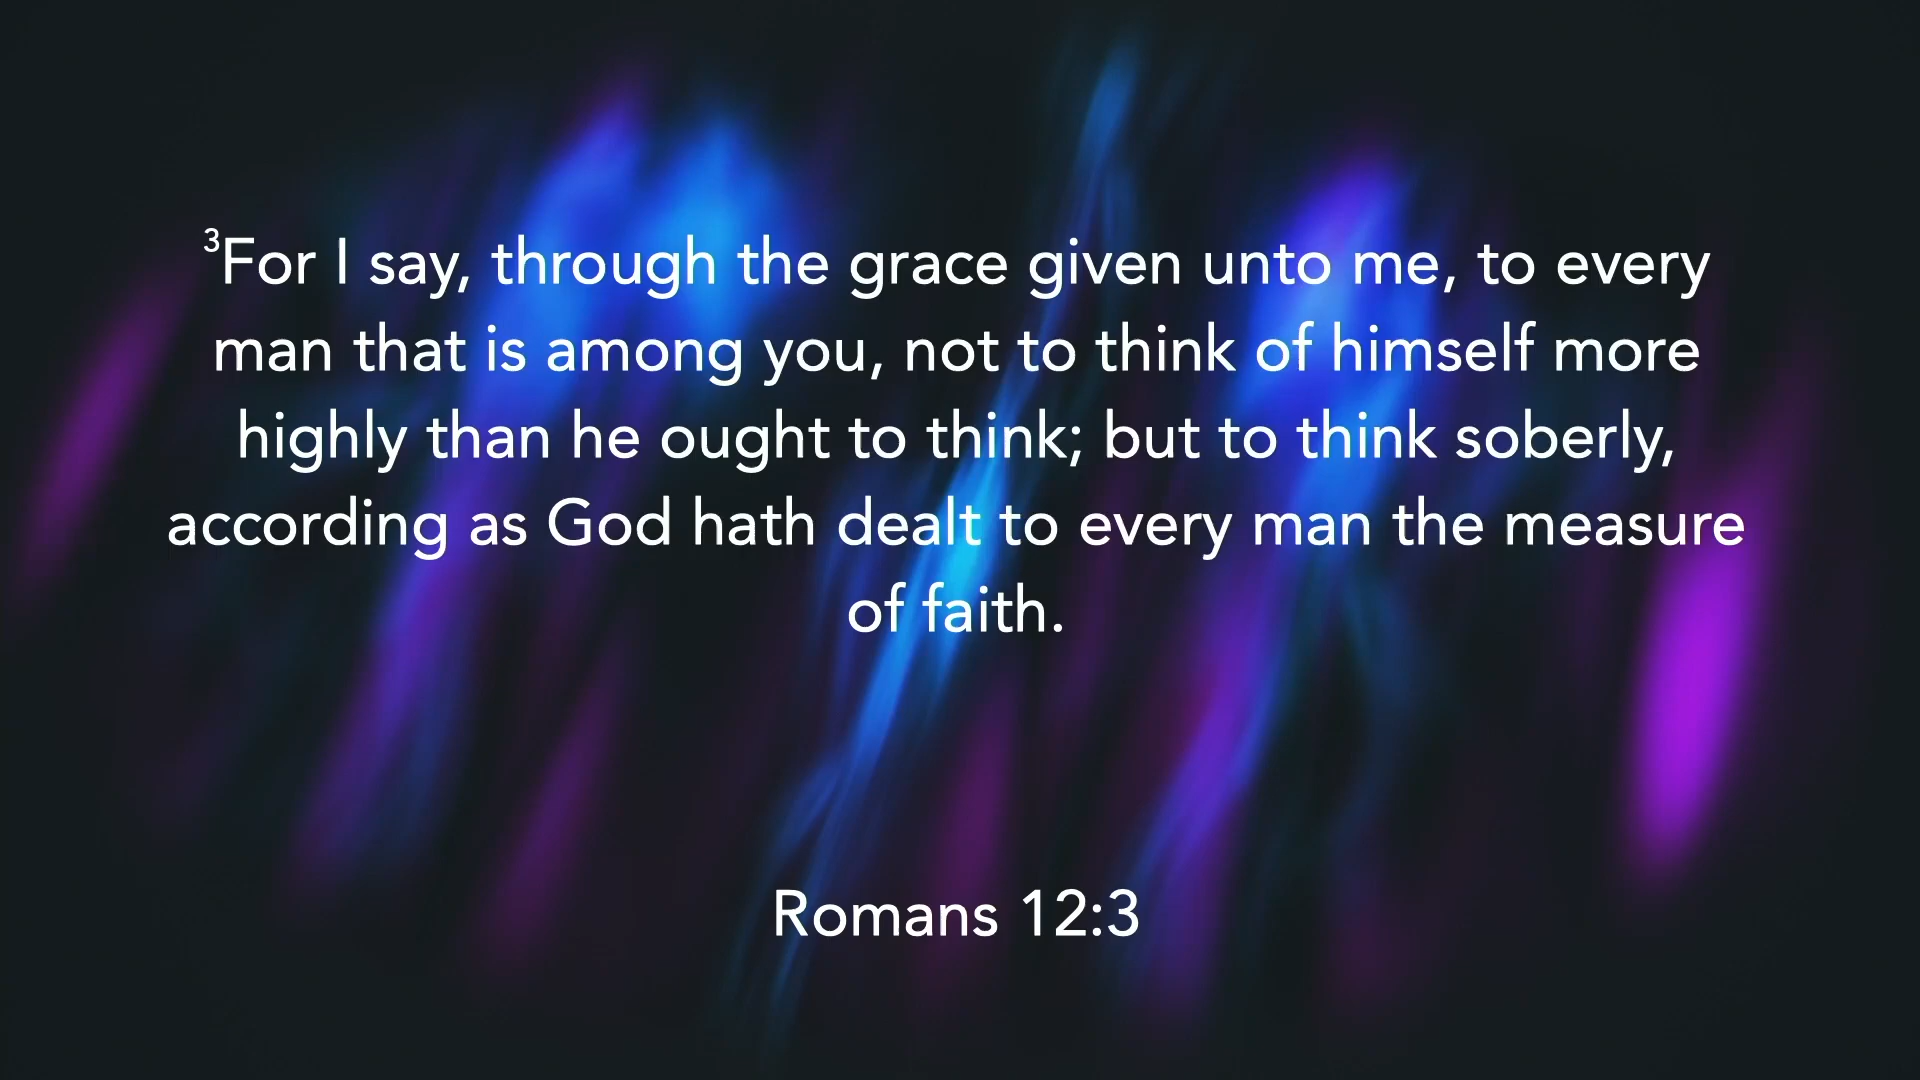 ³For I say, through the grace given unto me, to every
man that is among you, not to think of himself more
highly than he ought to think; but to think soberly,
according as God hath dealt to every man the measure
of faith.
Romans 12:3